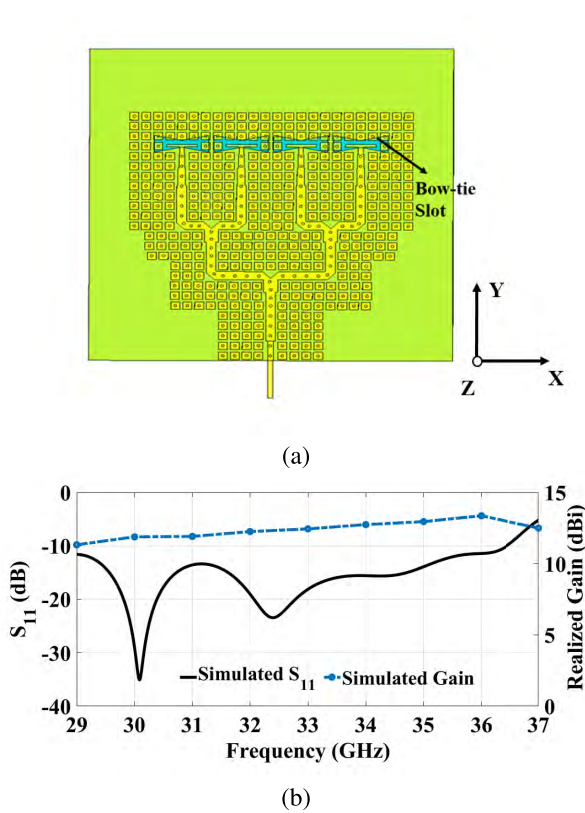 Bow-tie
Slot
Y
X
Z
(a)
0
-10
-20
-30
-40
S11 (dB)
15
10
5
0
Realized Gain (dBi)
Simulated S11
Simulated Gain
29 30 31 32 33 34 35 36 37
Frequency (GHz)
(b)